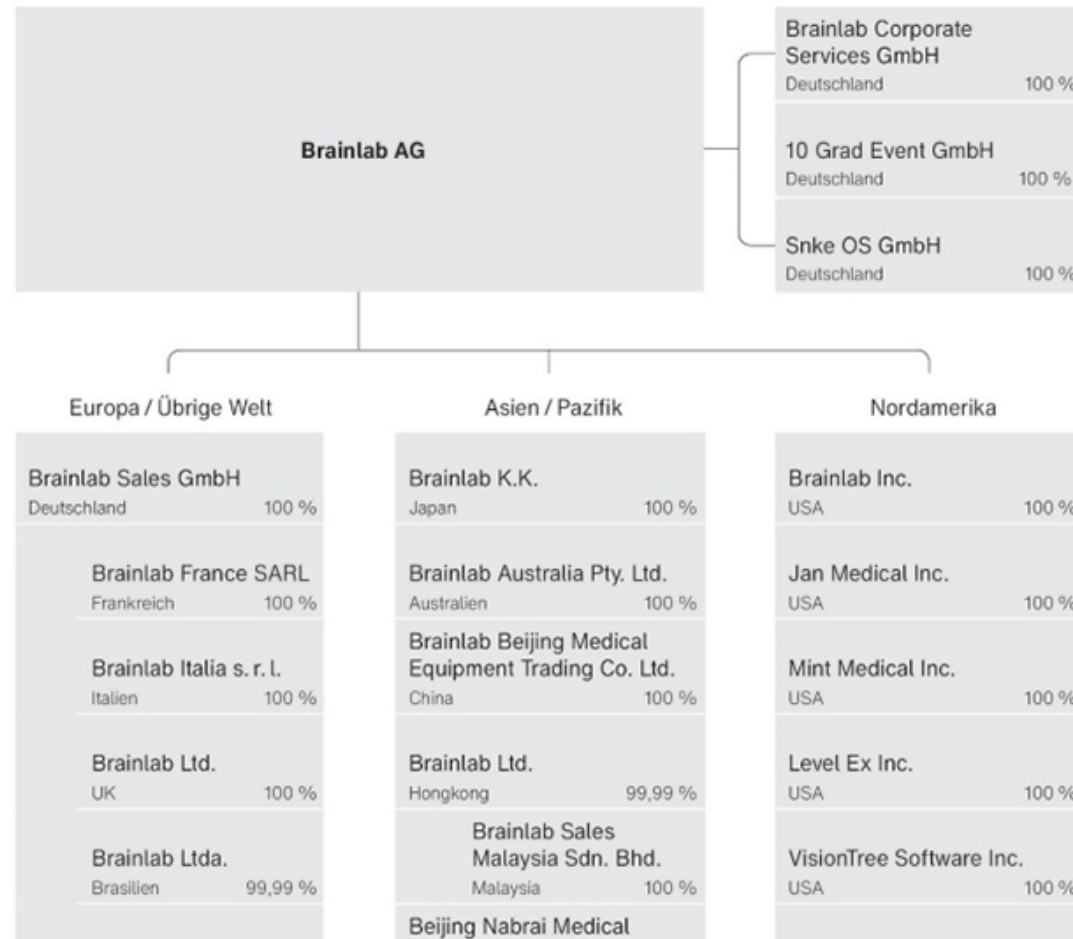 Brainlab AG
Brainlab Corporate
Services GmbH
Deutschland 100 %
10 Grad Event GmbH
Deutschland 100 %
Snke OS GmbH
Deutschland 100 %
Europa / Übrige Welt
Brainlab Sales GmbH
Deutschland 100 %
Brainlab France SARL
Frankreich 100 %
Brainlab Italia s. r. l.
Italien 100 %
Brainlab Ltd.
UK 100 %
Brainlab Ltda.
Brasilien 99,99 %
Asien / Pazifik
Brainlab K.K.
Japan 100 %
Brainlab Australia Pty. Ltd.
Australien 100 %
Brainlab Beijing Medical
Equipment Trading Co. Ltd.
China 100 %
Brainlab Ltd.
Hongkong 99,99 %
Brainlab Sales
Malaysia Sdn. Bhd.
Malaysia 100 %
Beijing Nabrai Medical
Nordamerika
Brainlab Inc.
USA 100 %
Jan Medical Inc.
USA 100 %
Mint Medical Inc.
USA 100 %
Level Ex Inc.
USA 100 %
VisionTree Software Inc.
USA 100 %